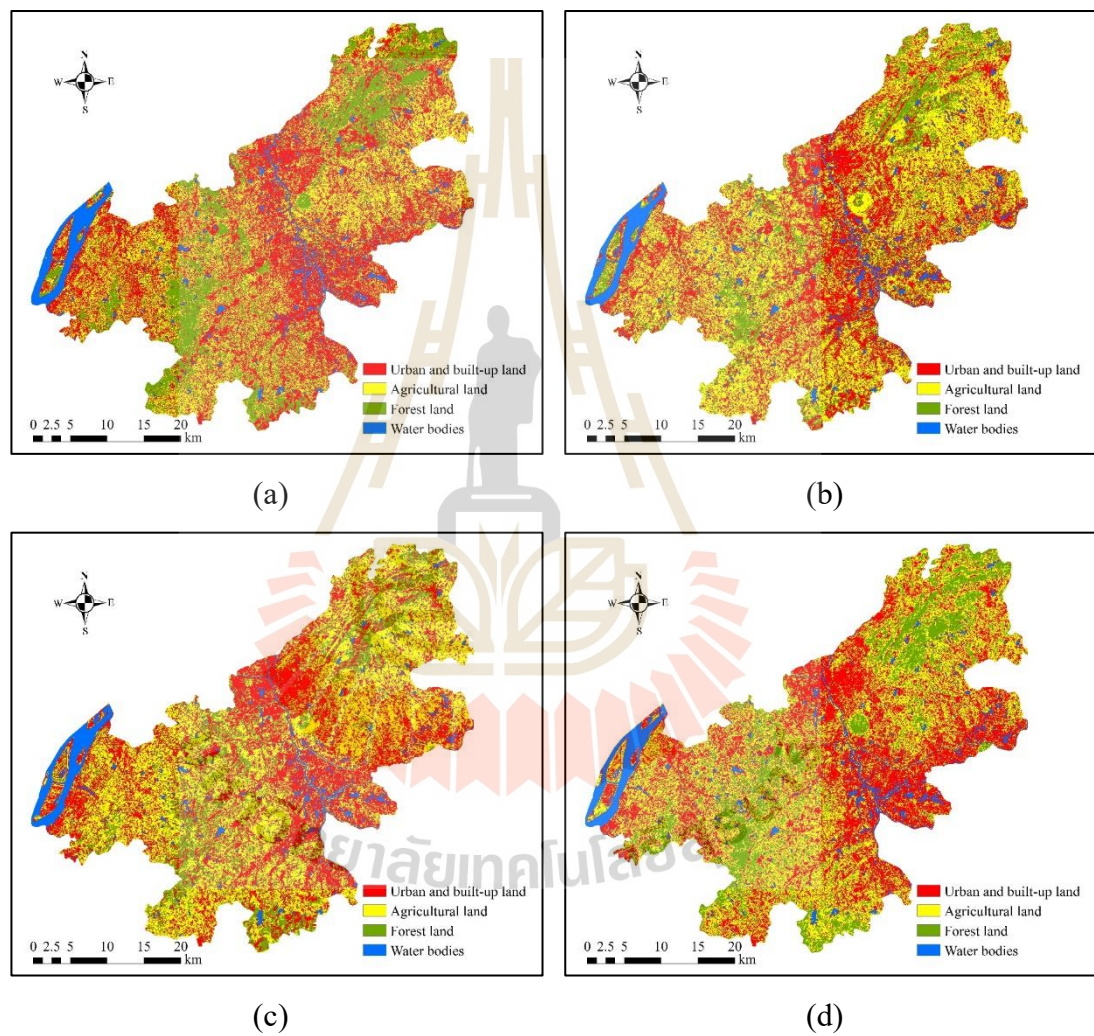 N
W E
S
Urban and built-up land
Agricultural land
Forest land
Water bodies
0 2.5 5 10 15 20
km
(a)
N
W E
S
Urban and built-up land
Agricultural land
Forest land
Water bodies
0 2.5 5 10 15 20
km
(b)
N
W E
S
Urban and built-up land
Agricultural land
Forest land
Water bodies
0 2.5 5 10 15 20
km
(c)
N
W E
S
Urban and built-up land
Agricultural land
Forest land
Water bodies
0 2.5 5 10 15 20
km
(d)